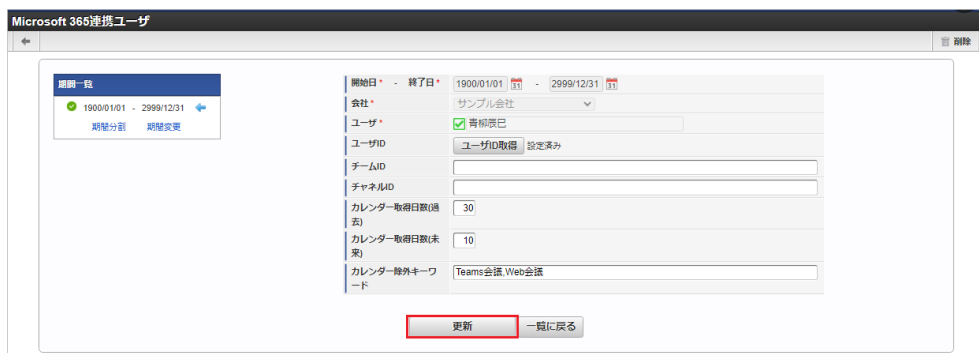 Microsoft 365連携ユーザ
削除
期間一覧
1900/01/01 - 2999/12/31
期間分割 期間変更
開始日* - 終了日* 1900/01/01 31 - 2999/12/31 31
会社* サンプル会社
ユーザ* 青柳辰巳
ユーザID ユーザID取得 設定済み
チームID
チャネルID
カレンダー取得日数(過
去) 30
カレンダー取得日数(未
来) 10
カレンダー除外キーワ
ード Teams会議,Web会議
更新 一覧に戻る